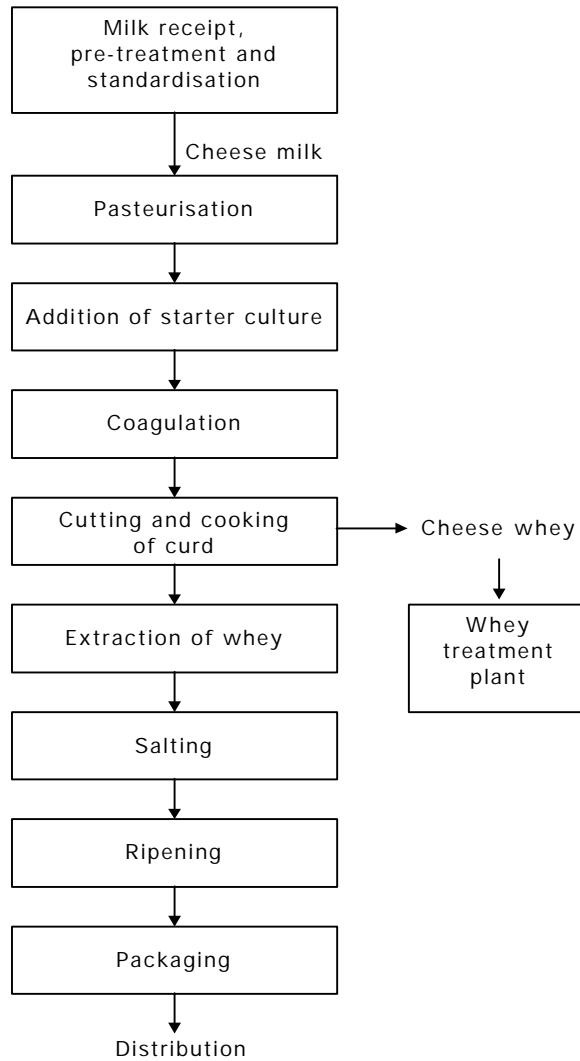 Milk receipt,
pre-treatment and
standardisation
Cheese milk
Pasteurisation
Addition of starter culture
Coagulation
Cutting and cooking
of curd
Cheese whey
Whey
treatment
plant
Extraction of whey
Salting
Ripening
Packaging
Distribution